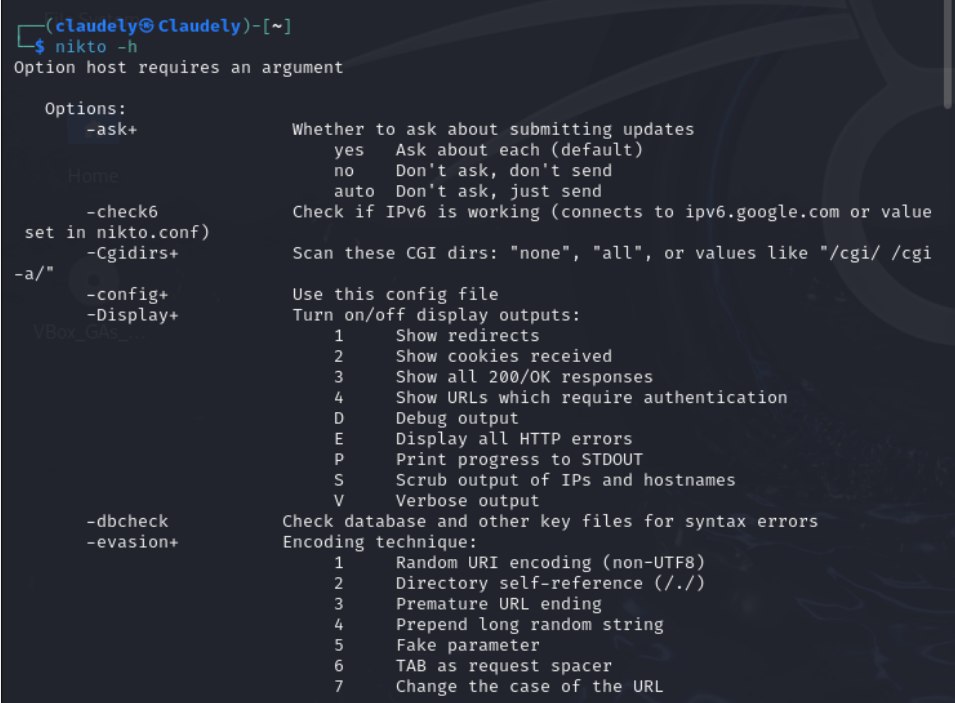 ┌──(claudely㉿Claudely)-[~]
└─$ nikto -h
Option host requires an argument

   Options:
       -ask+               Whether to ask about submitting updates
                               yes   Ask about each (default)
                               no    Don't ask, don't send
                               auto  Don't ask, just send
Home
       -check6             Check if IPv6 is working (connects to ipv6.google.com or value
 set in nikto.conf)
       -Cgidirs+           Scan these CGI dirs: "none", "all", or values like "/cgi/ /cgi
-a/"
       -config+            Use this config file
       -Display+           Turn on/off display outputs:
VBox_GAs_...
                               1     Show redirects
                               2     Show cookies received
                               3     Show all 200/OK responses
                               4     Show URLs which require authentication
                               D     Debug output
                               E     Display all HTTP errors
                               P     Print progress to STDOUT
                               S     Scrub output of IPs and hostnames
                               V     Verbose output
       -dbcheck           Check database and other key files for syntax errors
       -evasion+          Encoding technique:
                               1     Random URI encoding (non-UTF8)
                               2     Directory self-reference (/./)
                               3     Premature URL ending
                               4     Prepend long random string
                               5     Fake parameter
                               6     TAB as request spacer
                               7     Change the case of the URL